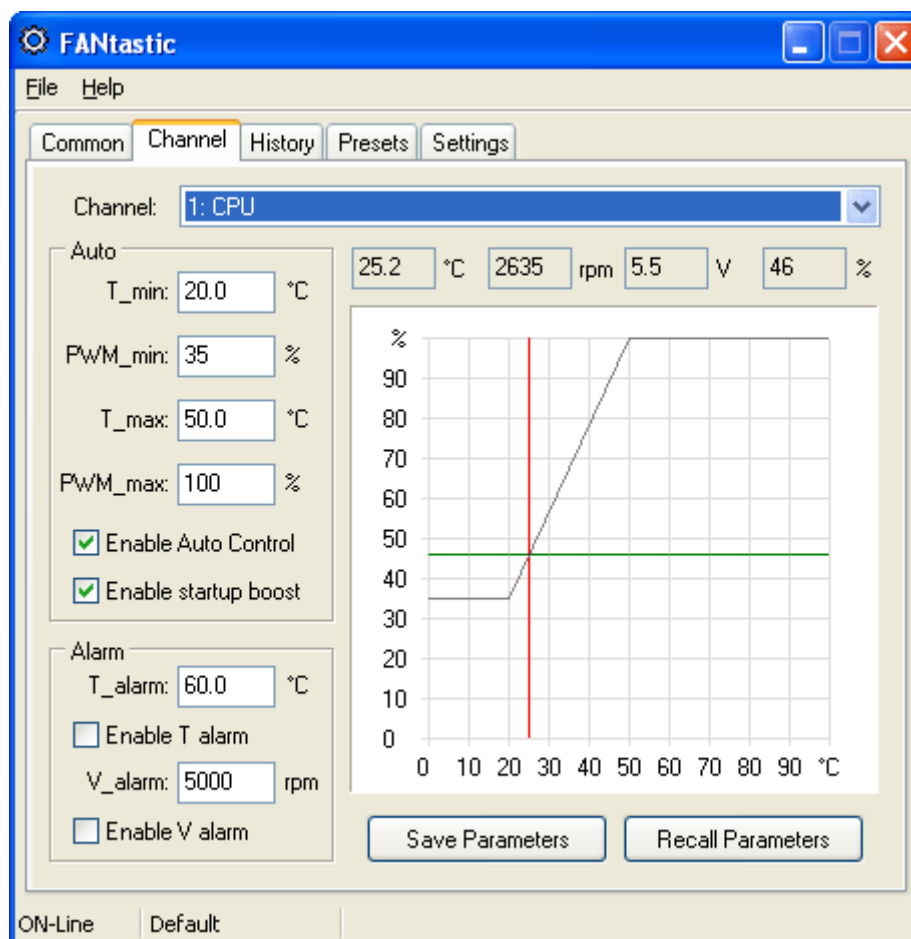 FANtastic
File Help
Common Channel History Presets Settings
Channel: 1: CPU
Auto
T_min: 20.0 °C
PWM_min: 35 %
T_max: 50.0 °C
PWM_max: 100 %
Enable Auto Control
Enable startup boost
Alarm
T_alarm: 60.0 °C
Enable T alarm
V_alarm: 5000 rpm
Enable V alarm
25.2 °C 2635 rpm 5.5 V 46 %
%
90
80
70
60
50
40
30
20
10
0
0 10 20 30 40 50 60 70 80 90 °C
Save Parameters Recall Parameters
ON-Line Default